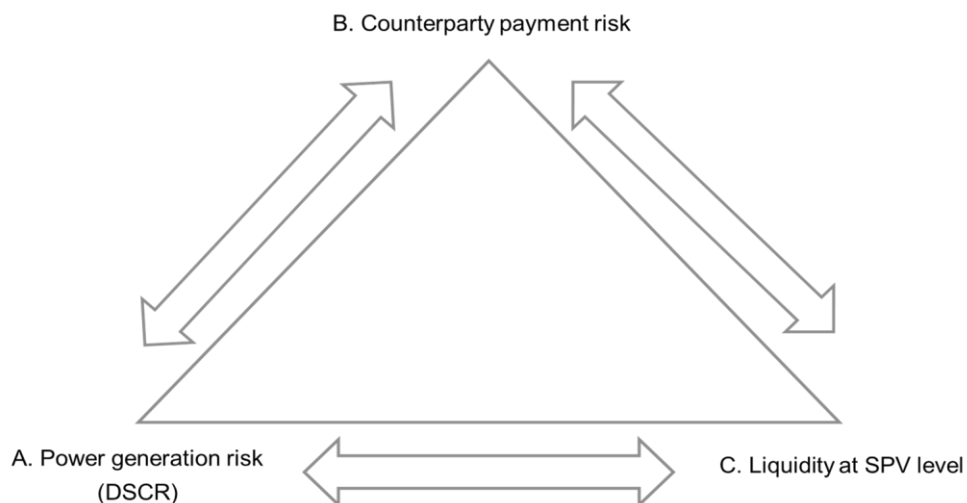 B. Counterparty payment risk
A. Power generation risk
(DSCR)
C. Liquidity at SPV level